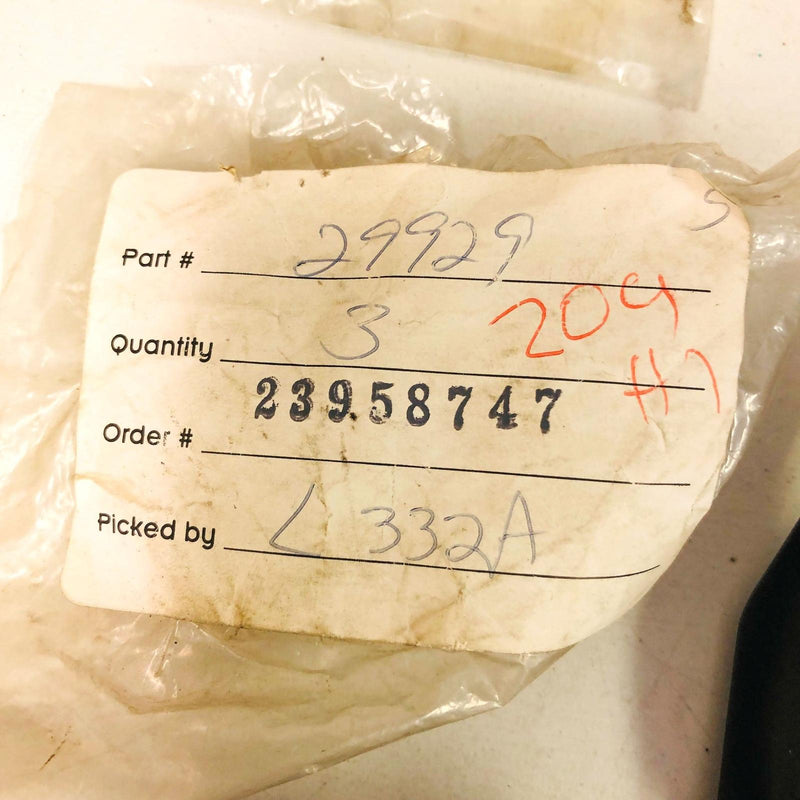 S
Part # 29929
Quantity 3
204
H7
23958747
Order #
Picked by L 332A